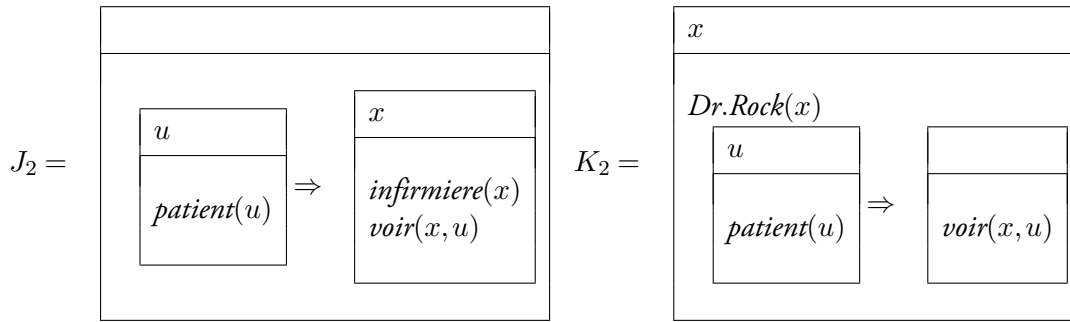 J₂ =
u
patient(u)
⇒
x
infirmiere(x)
voir(x, u)
K₂ =
x
Dr.Rock(x)
u
patient(u)
⇒
voir(x, u)